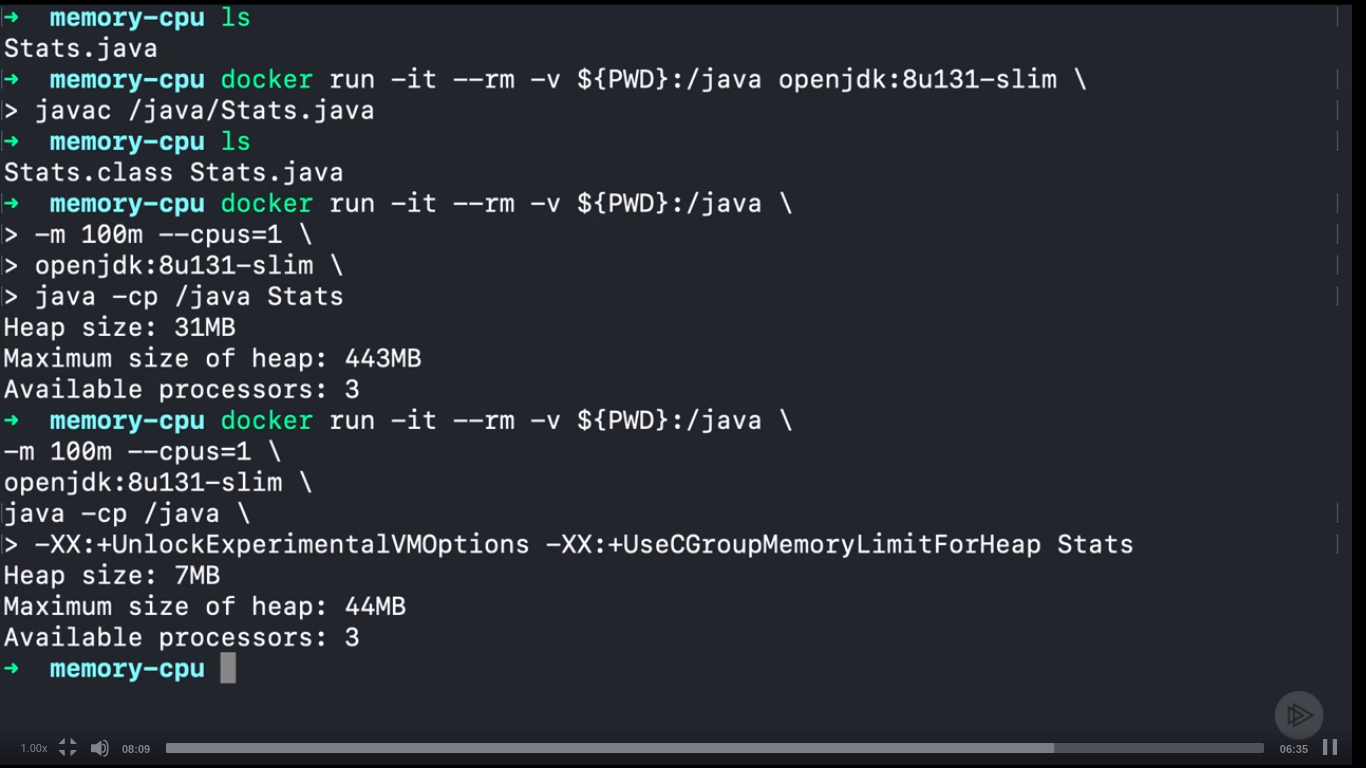 ➜ memory-cpu ls
Stats.java
➜ memory-cpu docker run -it --rm -v ${PWD}:/java openjdk:8u131-slim \
> javac /java/Stats.java
➜ memory-cpu ls
Stats.class Stats.java
➜ memory-cpu docker run -it --rm -v ${PWD}:/java \
> -m 100m --cpus=1 \
> openjdk:8u131-slim \
> java -cp /java Stats
Heap size: 31MB
Maximum size of heap: 443MB
Available processors: 3
➜ memory-cpu docker run -it --rm -v ${PWD}:/java \
-m 100m --cpus=1 \
openjdk:8u131-slim \
java -cp /java \
> -XX:+UnlockExperimentalVMOptions -XX:+UseCGroupMemoryLimitForHeap Stats
Heap size: 7MB
Maximum size of heap: 44MB
Available processors: 3
➜ memory-cpu
1.00x 08:09 06:35